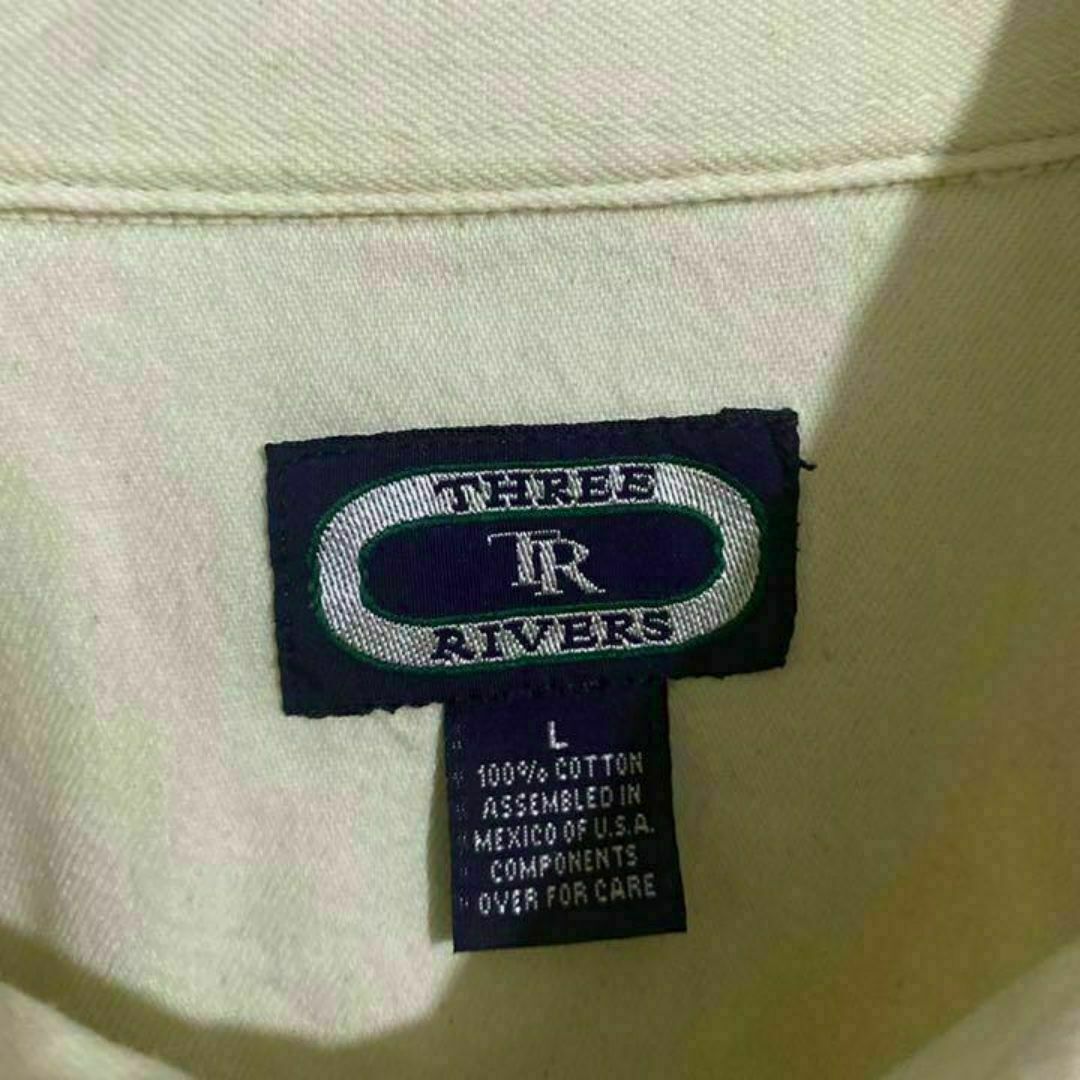 THREE
TR
RIVERS
L
100% COTTON
ASSEMBLED IN
MEXICO OF U.S.A.
COMPONENTS
OVER FOR CARE